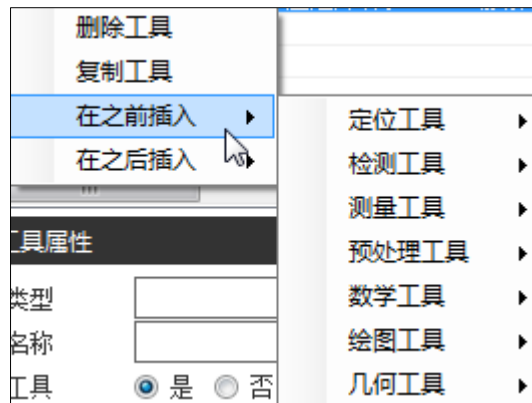 删除工具
复制工具
在之前插入
在之后插入
定位工具
检测工具
测量工具
预处理工具
数学工具
绘图工具
几何工具
工具属性
类型
名称
工具 是 否